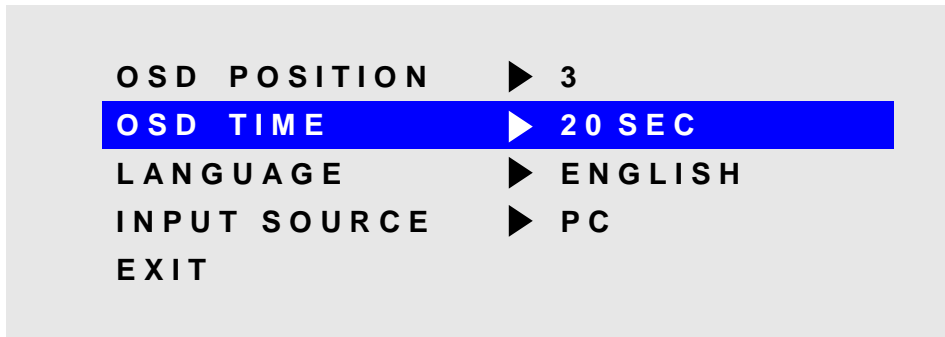 OSD POSITION ▶ 3
OSD TIME ▶ 20 SEC
LANGUAGE ▶ ENGLISH
INPUT SOURCE ▶ PC
EXIT